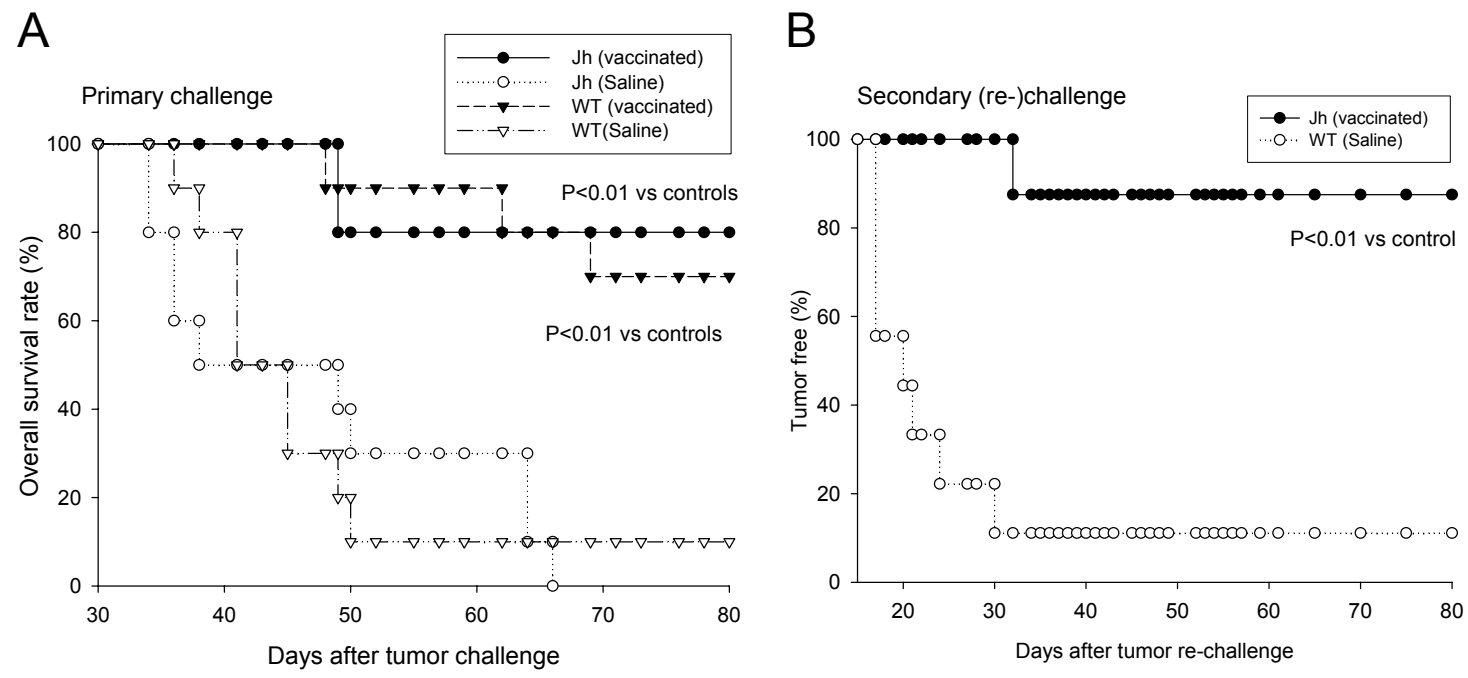 A
Jh (vaccinated)
Jh (Saline)
WT (vaccinated)
WT(Saline)
Primary challenge
100
80
60
40
20
0
Overall survival rate (%)
P<0.01 vs controls
P<0.01 vs controls
30 40 50 60 70 80
Days after tumor challenge
B
Secondary (re-)challenge
Jh (vaccinated)
WT (Saline)
100
80
60
40
20
0
Tumor free (%)
P<0.01 vs control
20 30 40 50 60 70 80
Days after tumor re-challenge